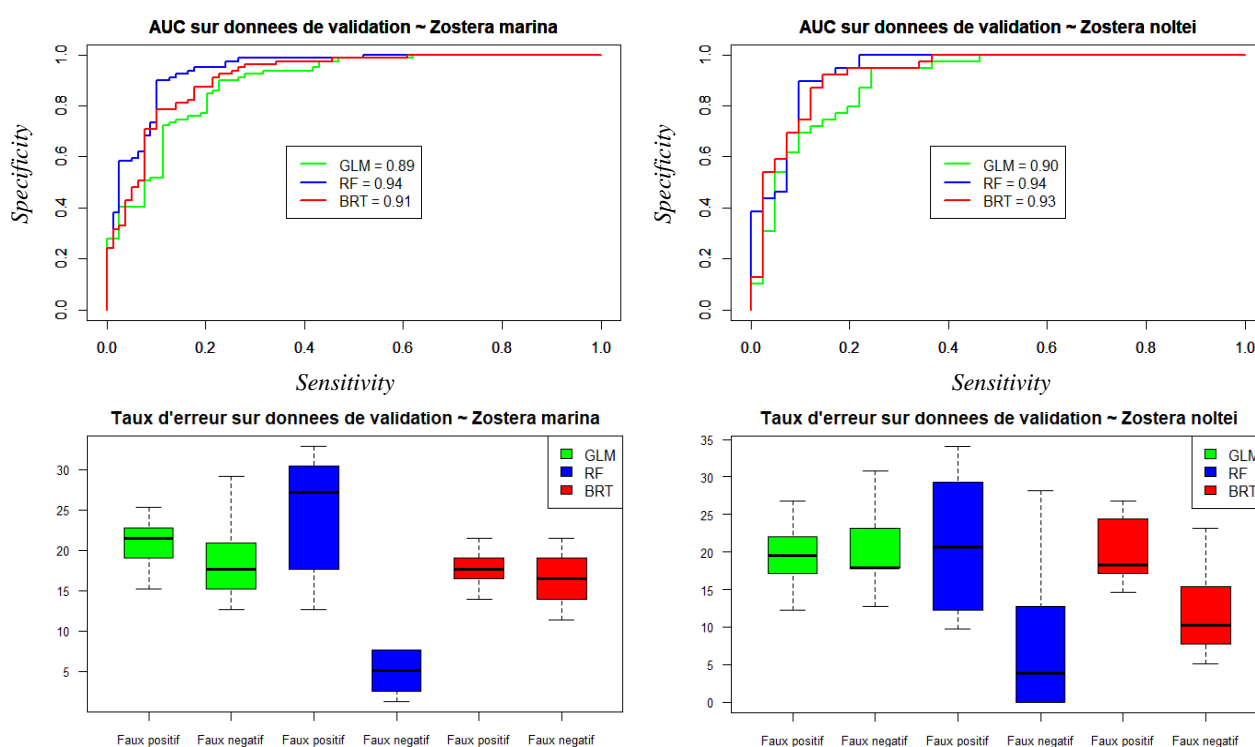 AUC sur donnees de validation ~ Zostera marina
Specificity
1.0
0.8
0.6
0.4
0.2
0.0
GLM = 0.89
RF = 0.94
BRT = 0.91
0.0 0.2 0.4 0.6 0.8 1.0
Sensitivity
AUC sur donnees de validation ~ Zostera noltei
Specificity
1.0
0.8
0.6
0.4
0.2
0.0
GLM = 0.90
RF = 0.94
BRT = 0.93
0.0 0.2 0.4 0.6 0.8 1.0
Sensitivity
Taux d'erreur sur donnees de validation ~ Zostera marina
30
25
20
15
10
5
GLM
RF
BRT
Faux positif Faux negatif Faux positif Faux negatif Faux positif Faux negatif
Taux d'erreur sur donnees de validation ~ Zostera noltei
35
30
25
20
15
10
5
0
GLM
RF
BRT
Faux positif Faux negatif Faux positif Faux negatif Faux positif Faux negatif